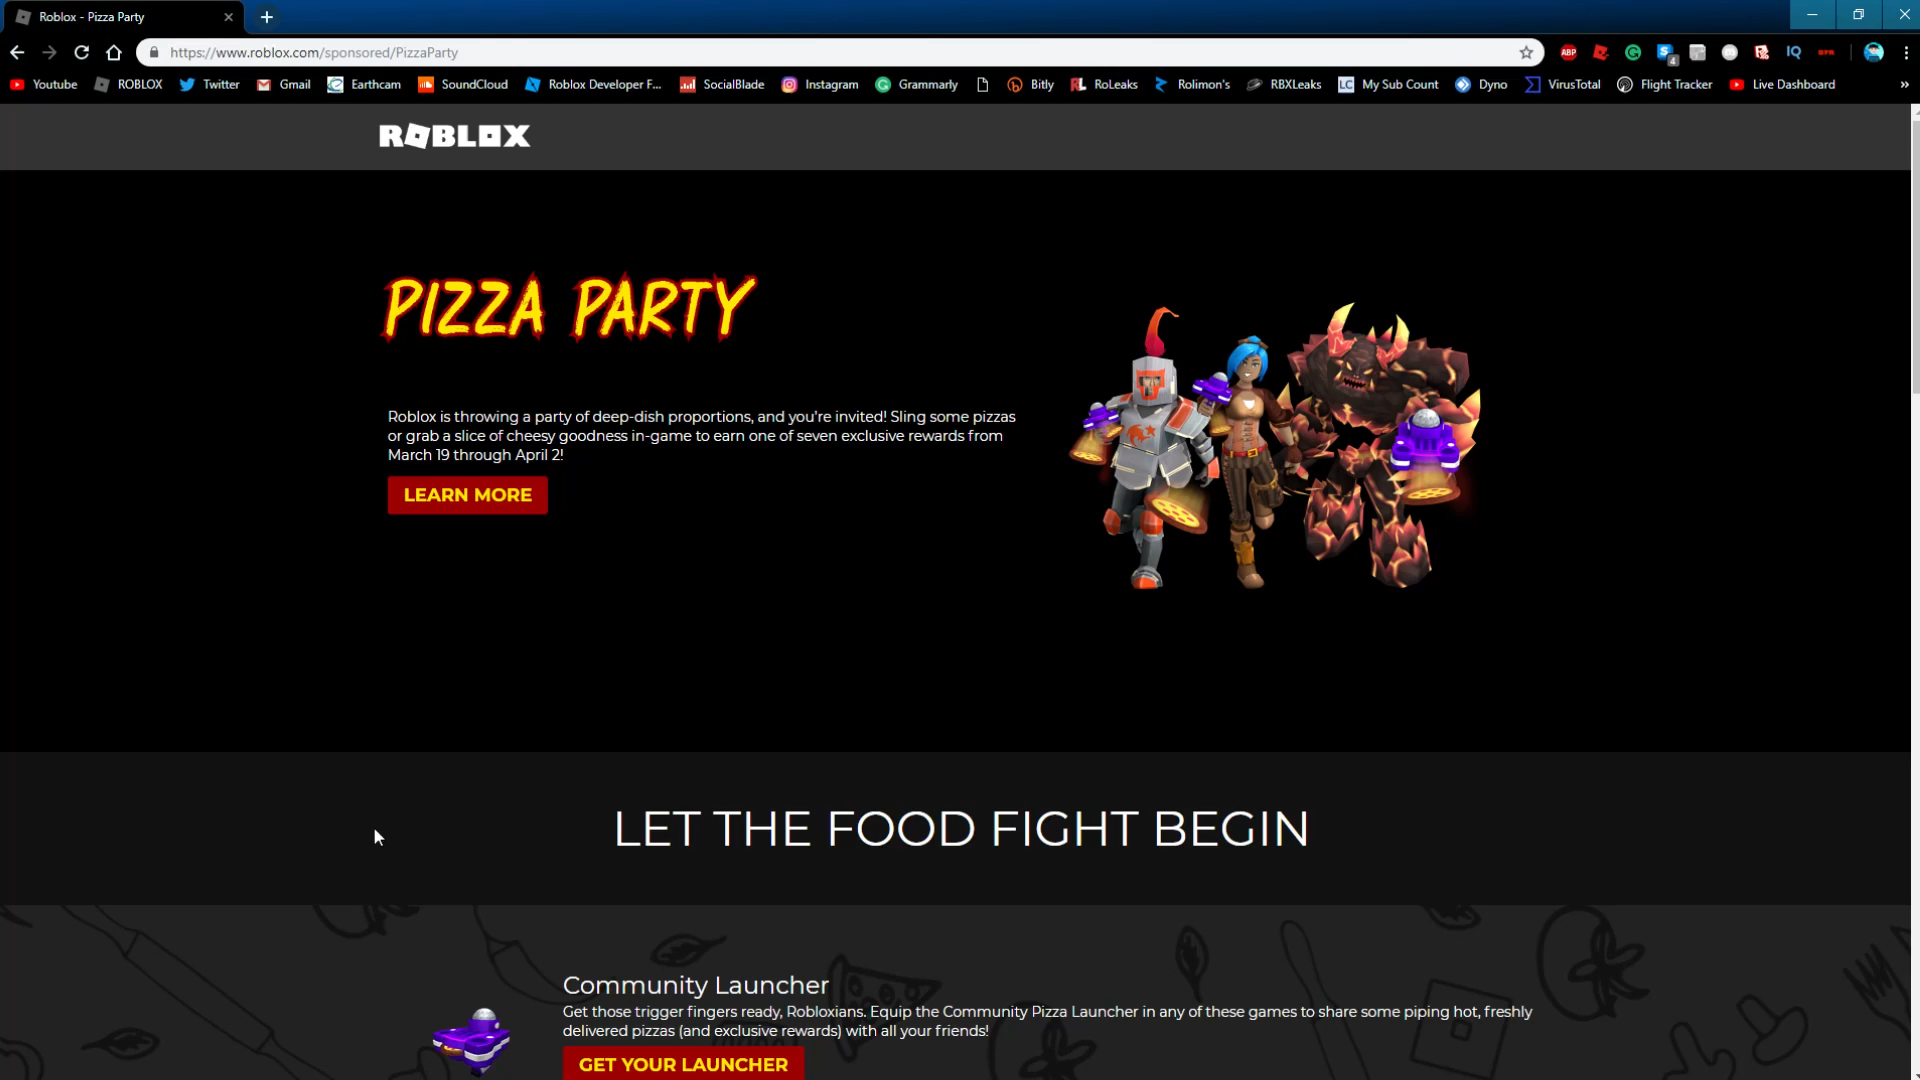 Roblox - Pizza Party
https://www.roblox.com/sponsored/PizzaParty
ABP
4
IQ
Youtube
ROBLOX
Twitter
Gmail
Earthcam
SoundCloud
Roblox Developer F...
SocialBlade
Instagram
Grammarly
Bitly
RoLeaks
Rolimon's
RBXLeaks
My Sub Count
Dyno
VirusTotal
Flight Tracker
Live Dashboard
ROBLOX
PIZZA PARTY
Roblox is throwing a party of deep-dish proportions, and you're invited! Sling some pizzas
or grab a slice of cheesy goodness in-game to earn one of seven exclusive rewards from
March 19 through April 2!
LEARN MORE
LET THE FOOD FIGHT BEGIN
Community Launcher
Get those trigger fingers ready, Robloxians. Equip the Community Pizza Launcher in any of these games to share some piping hot, freshly
delivered pizzas (and exclusive rewards) with all your friends!
GET YOUR LAUNCHER